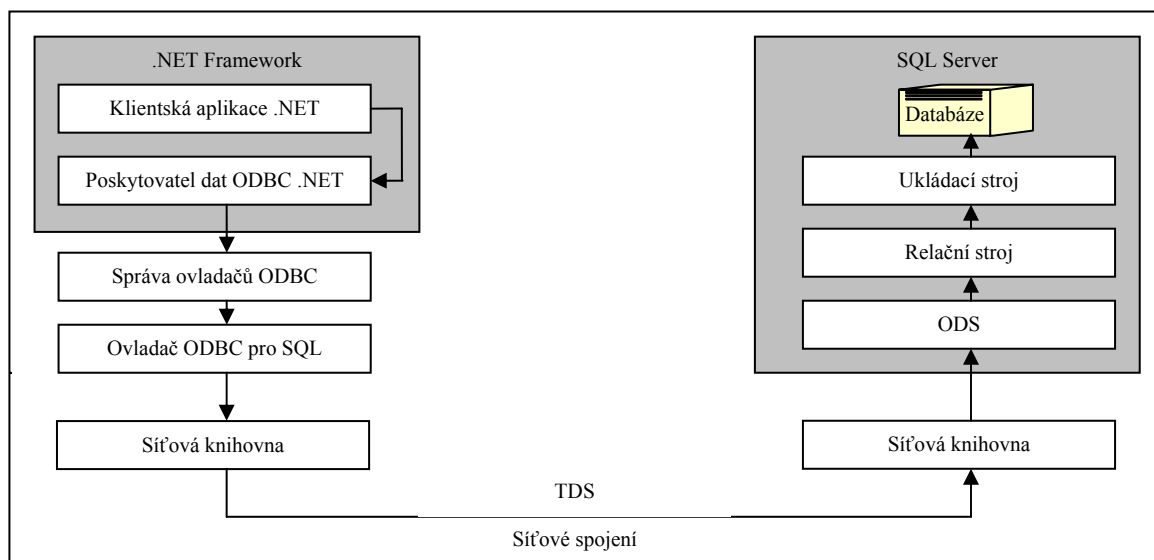 .NET Framework
Klientská aplikace .NET
Poskytovatel dat ODBC .NET
Správa ovladačů ODBC
Ovladač ODBC pro SQL
Síťová knihovna
TDS
Síťové spojení
SQL Server
Databáze
Ukládací stroj
Relační stroj
ODS
Síťová knihovna